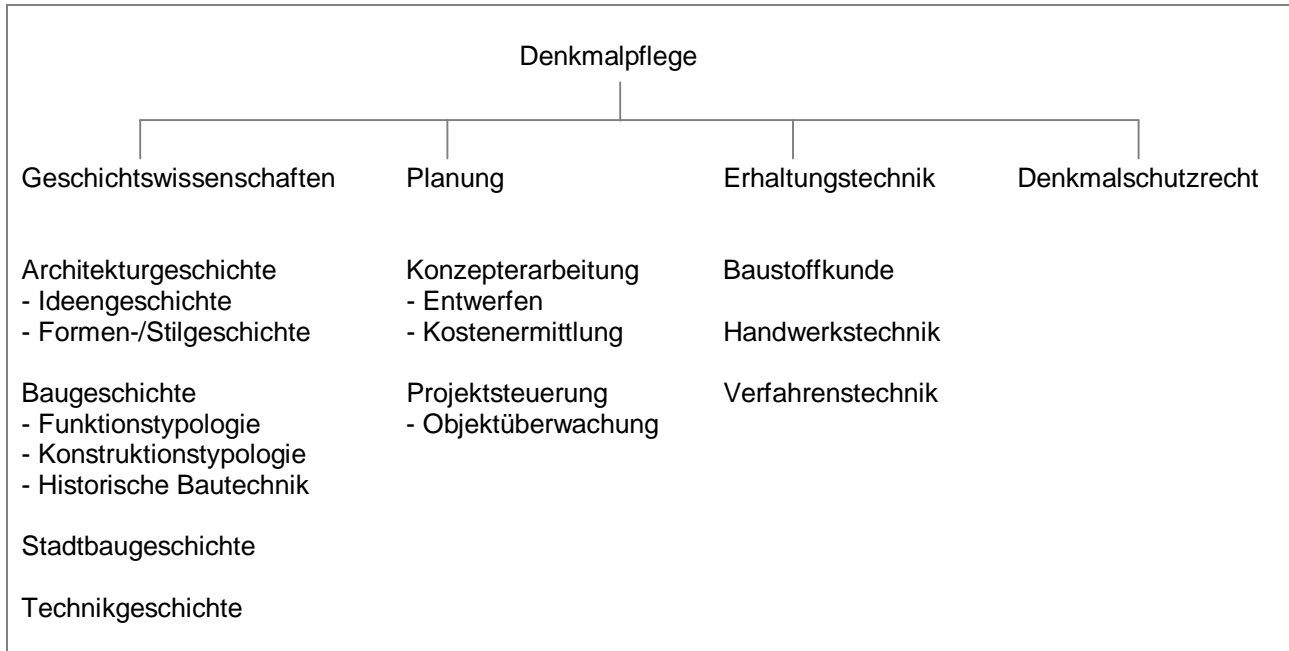 Denkmalpflege
Geschichtswissenschaften
Planung
Erhaltungstechnik
Denkmalschutzrecht
Architekturgeschichte
- Ideengeschichte
- Formen-/Stilgeschichte
Baugeschichte
- Funktionstypologie
- Konstruktionstypologie
- Historische Bautechnik
Stadtbaugeschichte
Technikgeschichte
Konzepterarbeitung
- Entwerfen
- Kostenermittlung
Projektsteuerung
- Objektüberwachung
Baustoffkunde
Handwerkstechnik
Verfahrenstechnik